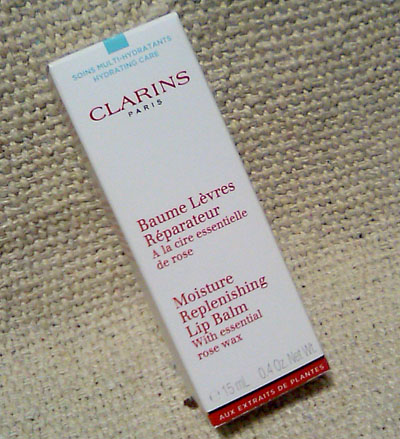 SOINS MULTI-HYDRATANTS
HYDRATING CARE
CLARINS
PARIS
Baume Lèvres
Réparateur
A la cire essentielle
de rose
Moisture
Replenishing
Lip Balm
With essential
rose wax
15 mL 0.4 Oz. Net Wt.
AUX EXTRAITS DE PLANTES